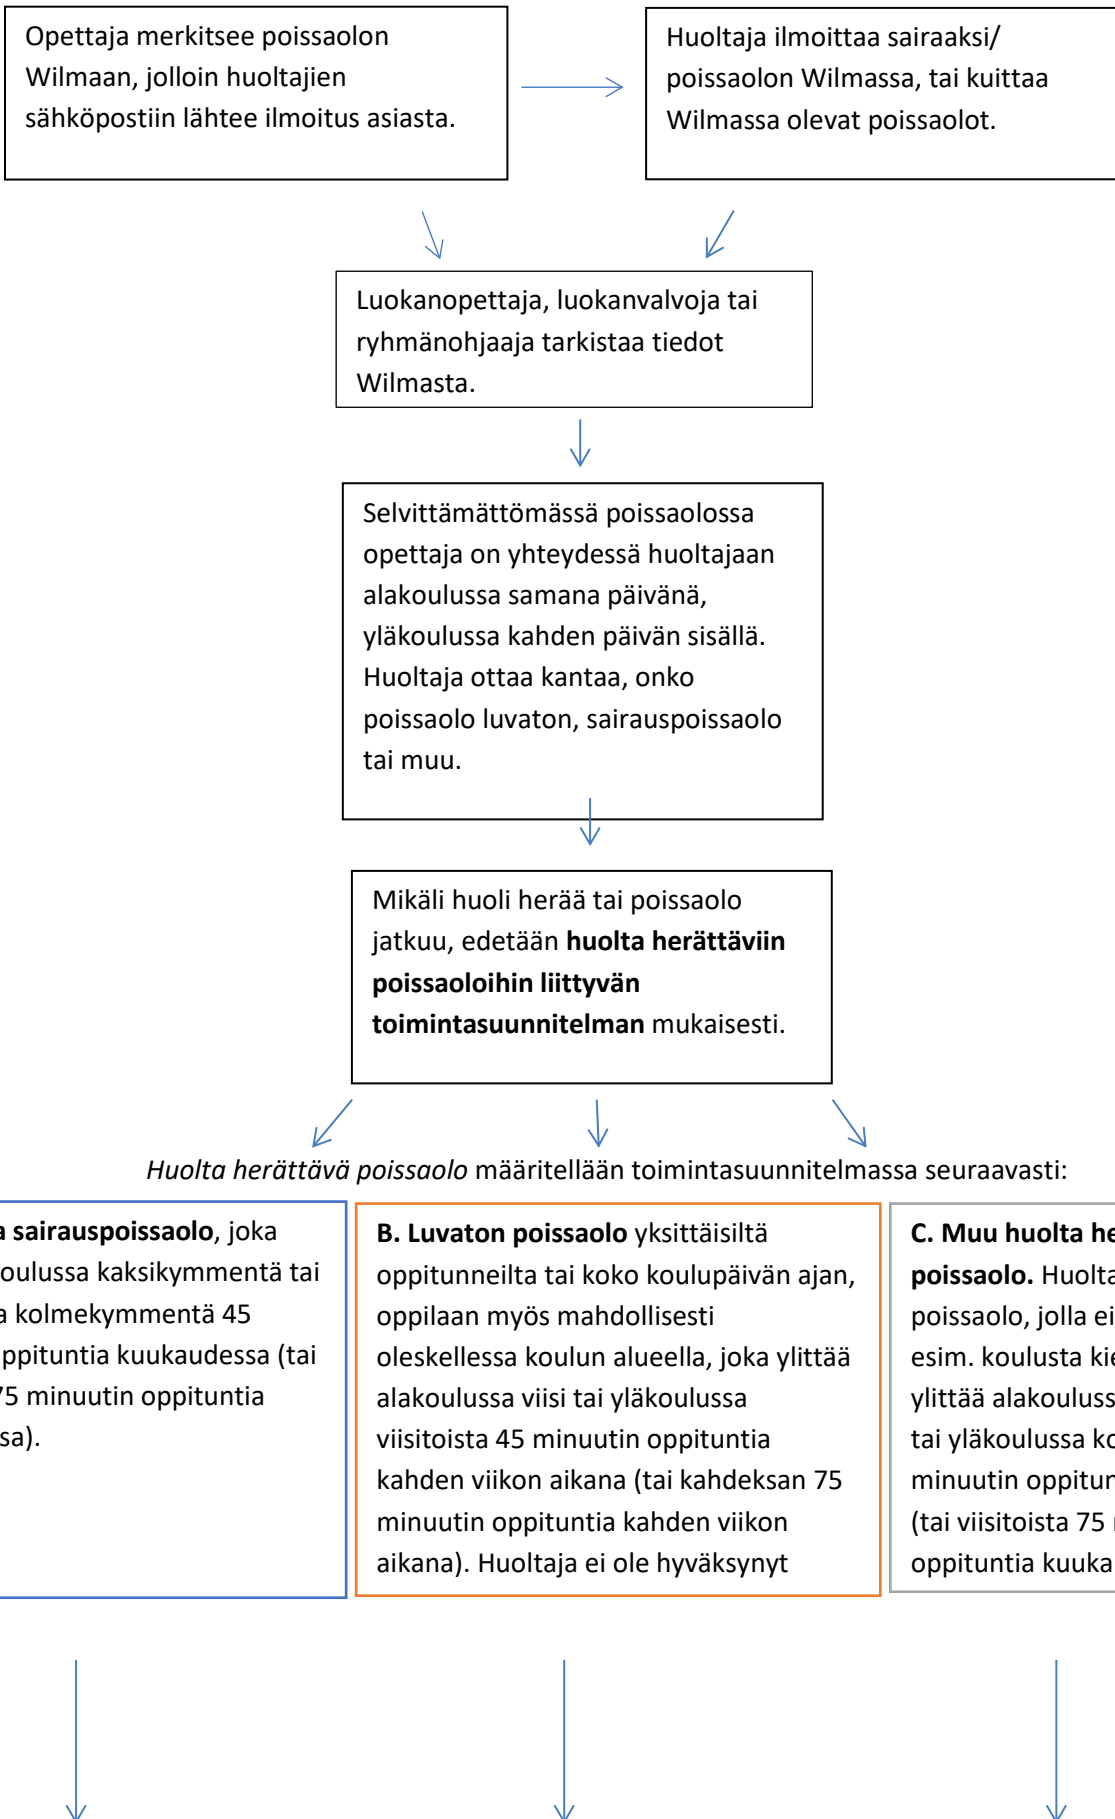 Opettaja merkitsee poissaolon
Wilmaan, jolloin huoltajien
sähköpostiin lähtee ilmoitus asiasta.
Huoltaja ilmoittaa sairaaksi/
poissaolon Wilmassa, tai kuittaa
Wilmassa olevat poissaolot.
Luokanopettaja, luokanvalvoja tai
ryhmänohjaaja tarkistaa tiedot
Wilmasta.
Selvittämättömässä poissaolossa
opettaja on yhteydessä huoltajaan
alakoulussa samana päivänä,
yläkoulussa kahden päivän sisällä.
Huoltaja ottaa kantaa, onko
poissaolo luvaton, sairauspoissaolo
tai muu.
Mikäli huoli herää tai poissaolo
jatkuu, edetään huolta herättäviin
poissaoloihin liittyvän
toimintasuunnitelman mukaisesti.
Huolta herättävä poissaolo määritellään toimintasuunnitelmassa seuraavasti:
a sairauspoissaolo, joka
oulussa kaksikymmentä tai
a kolmekymmentä 45
ppituntia kuukaudessa (tai
75 minuutin oppituntia
sa).
B. Luvaton poissaolo yksittäisiltä
oppitunneilta tai koko koulupäivän ajan,
oppilaan myös mahdollisesti
oleskellessa koulun alueella, joka ylittää
alakoulussa viisi tai yläkoulussa
viisitoista 45 minuutin oppituntia
kahden viikon aikana (tai kahdeksan 75
minuutin oppituntia kahden viikon
aikana). Huoltaja ei ole hyväksynyt
C. Muu huolta he
poissaolo. Huolta
poissaolo, jolla ei
esim. koulusta kie
ylittää alakouluss
tai yläkoulussa ko
minuutin oppitun
(tai viisitoista 75
oppituntia kuuka